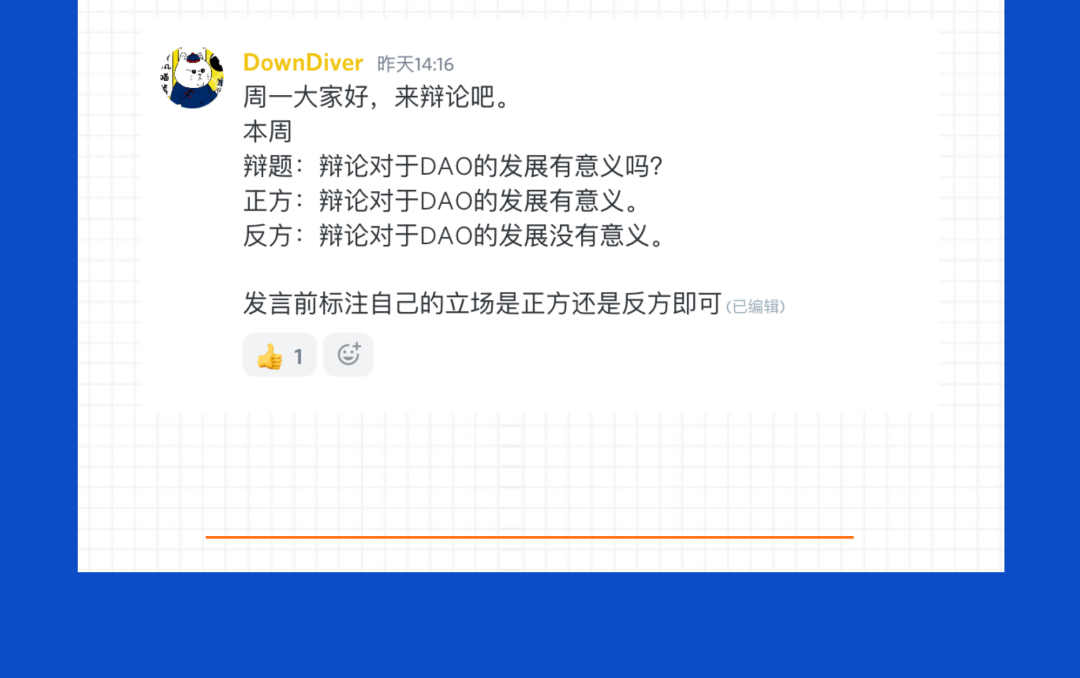 DownDiver 昨天14:16
周一大家好，来辩论吧。
本周
辩题：辩论对于DAO的发展有意义吗?
正方：辩论对于DAO的发展有意义。
反方：辩论对于DAO的发展没有意义。
发言前标注自己的立场是正方还是反方即可(已编辑)
👍 1